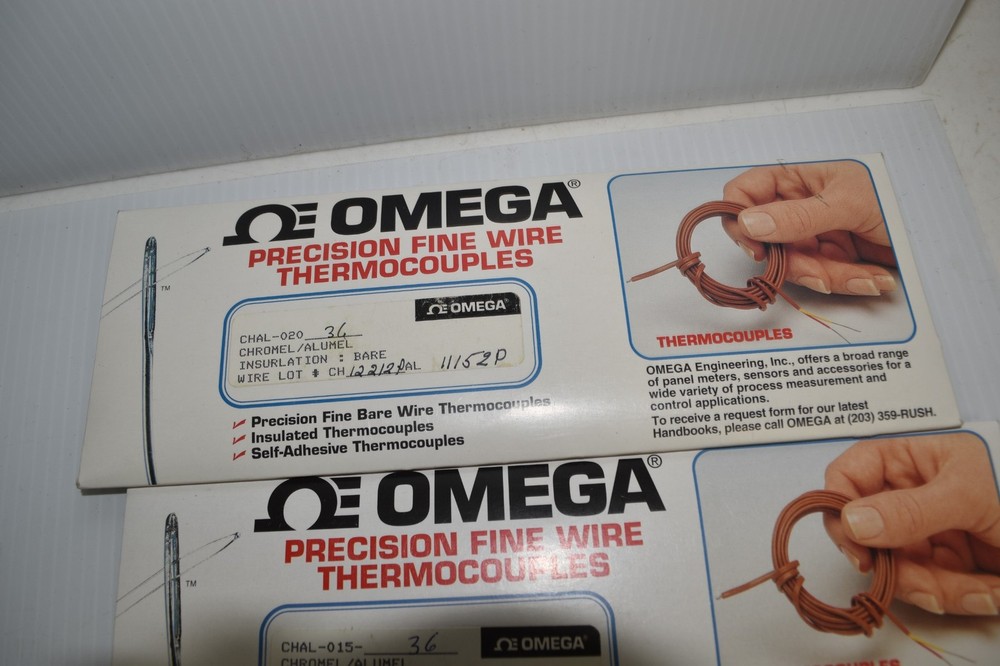 OMEGA®
PRECISION FINE WIRE
THERMOCOUPLES
TM
OMEGA
CHAL-020 36
CHROMEL/ALUMEL
INSURLATION : BARE
WIRE LOT # CH 12212P AL 11152P
Precision Fine Bare Wire Thermocouples
Insulated Thermocouples
Self-Adhesive Thermocouples
THERMOCOUPLES
OMEGA Engineering, Inc., offers a broad range
of panel meters, sensors and accessories for a
wide variety of process measurement and
control applications.
To receive a request form for our latest
Handbooks, please call OMEGA at (203) 359-RUSH.
OMEGA®
PRECISION FINE WIRE
THERMOCOUPLES
TM
OMEGA®
CHAL-015- 36
CHROMEL/ALUMEL